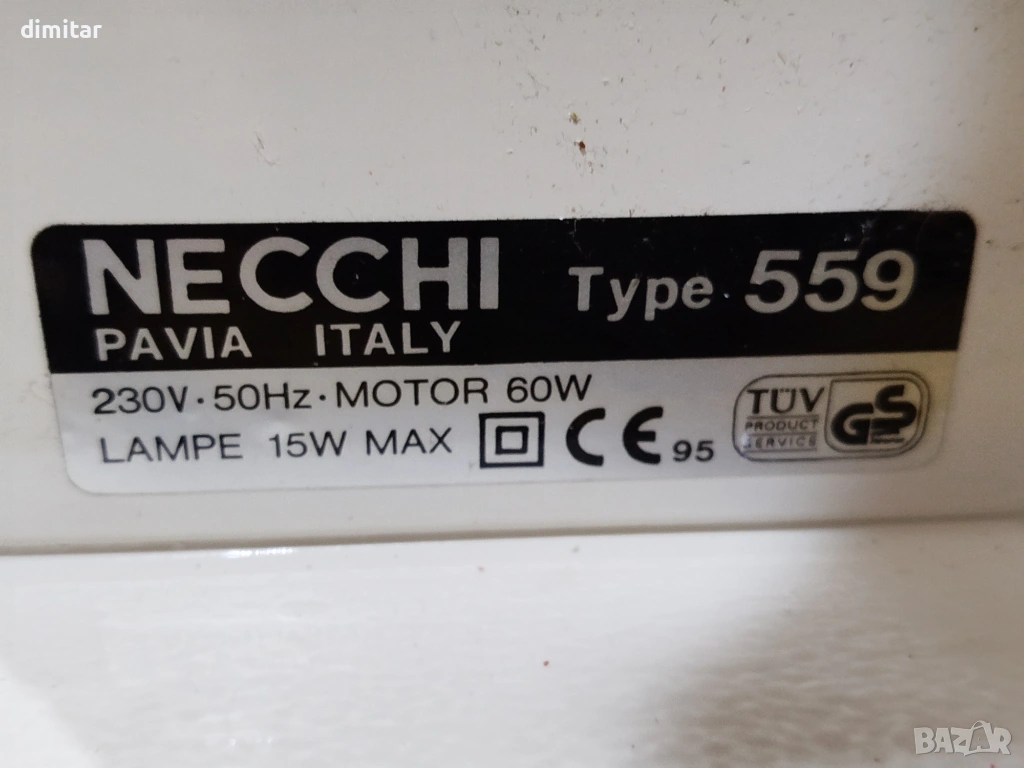 dimitar
NECCHI Type 559
PAVIA ITALY
230V·50Hz·MOTOR 60W
LAMPE 15W MAX CE 95
TÜV
PRODUCT
SERVICE
GS
BAZAR